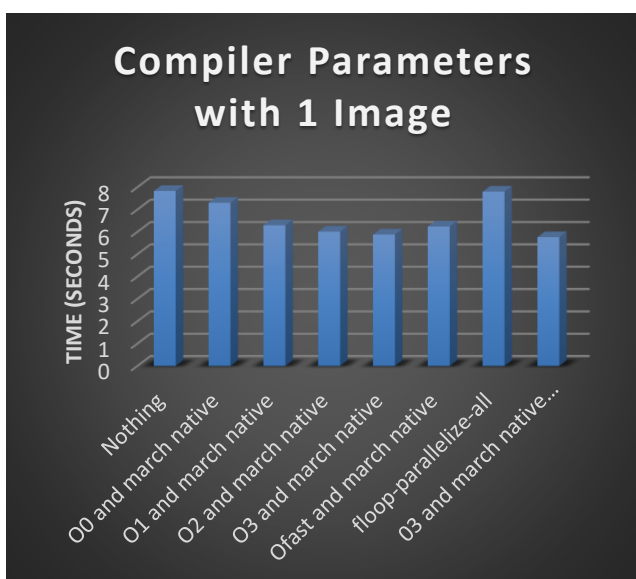 Compiler Parameters
with 1 Image
TIME (SECONDS)
8
7
6
5
4
3
2
1
0
Nothing
O0 and march native
O1 and march native
O2 and march native
O3 and march native
Ofast and march native
floop-parallelize-all
03 and march native...